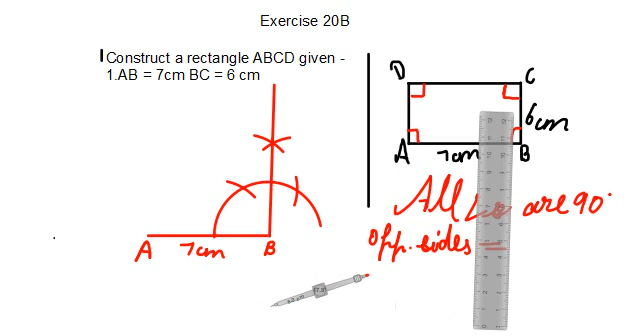 Exercise 20B
1 Construct a rectangle ABCD given -
1.AB = 7cm BC = 6 cm
D C
6cm
A 7cm B
All ∠s are 90°
opp. sides =
A 7cm B